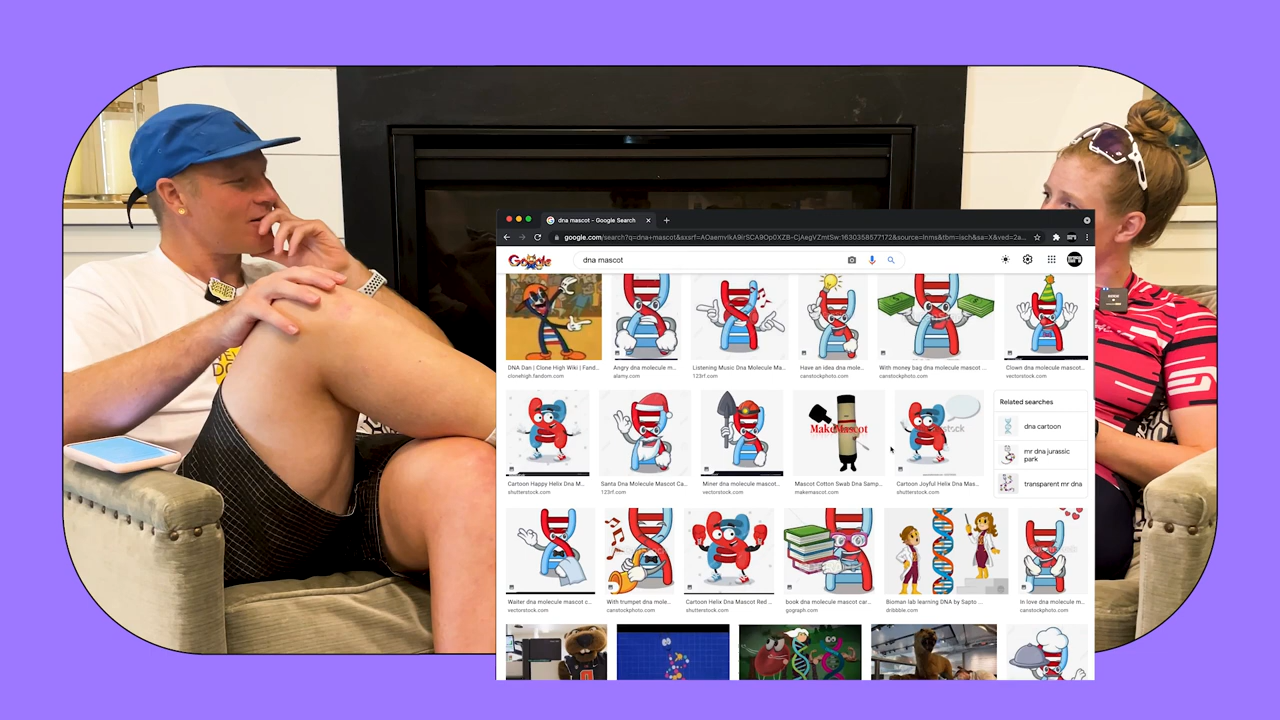 dna mascot - Google Search
google.com/search?q=dna+mascot&sxsrf=AOaemvIkA9IrSCA9Op0XZB-CjAegVZmtSw:1630358577172&source=lnms&tbm=isch&sa=X&ved=2a...
Google
dna mascot
DNA Dan | Clone High Wiki | Fand...
clonehigh.fandom.com
Angry dna molecule m...
alamy.com
Listening Music Dna Molecule Ma...
123rf.com
Have an idea dna mole...
canstockphoto.com
With money bag dna molecule mascot ...
canstockphoto.com
Clown dna molecule mascot...
vectorstock.com
MakeMascot
stock
Cartoon Happy Helix Dna M...
shutterstock.com
Santa Dna Molecule Mascot Ca...
123rf.com
Miner dna molecule mascot...
vectorstock.com
Mascot Cotton Swab Dna Samp...
makemascot.com
Cartoon Joyful Helix Dna Mas...
shutterstock.com
Related searches
dna cartoon
mr dna jurassic
park
transparent mr dna
Waiter dna molecule mascot c...
vectorstock.com
With trumpet dna mole...
canstockphoto.com
Cartoon Helix Dna Mascot Red ...
shutterstock.com
book dna molecule mascot car...
gograph.com
Bioman lab learning DNA by Sapto ...
dribbble.com
In love dna molecule m...
canstockphoto.com